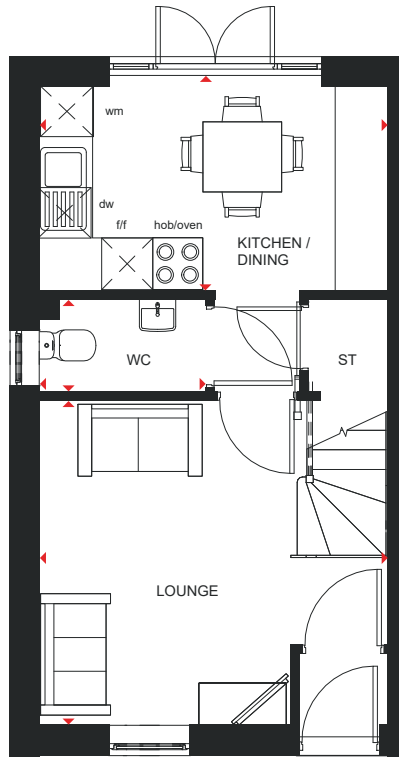 wm
dw
f/f hob/oven
KITCHEN /
DINING
WC
ST
LOUNGE